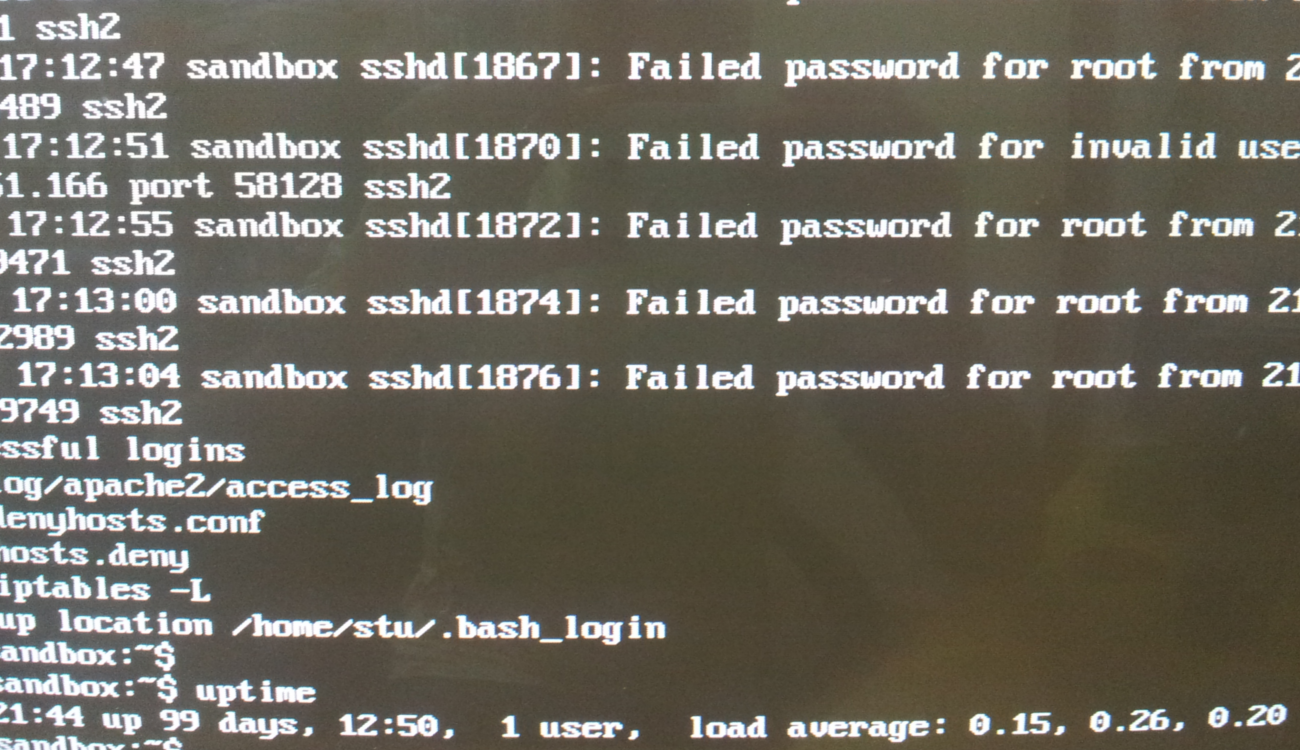 1 ssh2
17:12:47 sandbox sshd[1867]: Failed password for root from 2
489 ssh2
17:12:51 sandbox sshd[1870]: Failed password for invalid use
51.166 port 58128 ssh2
17:12:55 sandbox sshd[1872]: Failed password for root from 2
9471 ssh2
17:13:00 sandbox sshd[1874]: Failed password for root from 21
2989 ssh2
17:13:04 sandbox sshd[1876]: Failed password for root from 21
9749 ssh2
essful logins
log/apache2/access_log
denyhosts.conf
hosts.deny
iptables -L
up location /home/stu/.bash_login
andbox:~$
sandbox:~$ uptime
21:44 up 99 days, 12:50, 1 user, load average: 0.15, 0.26, 0.20
sandbox:~$